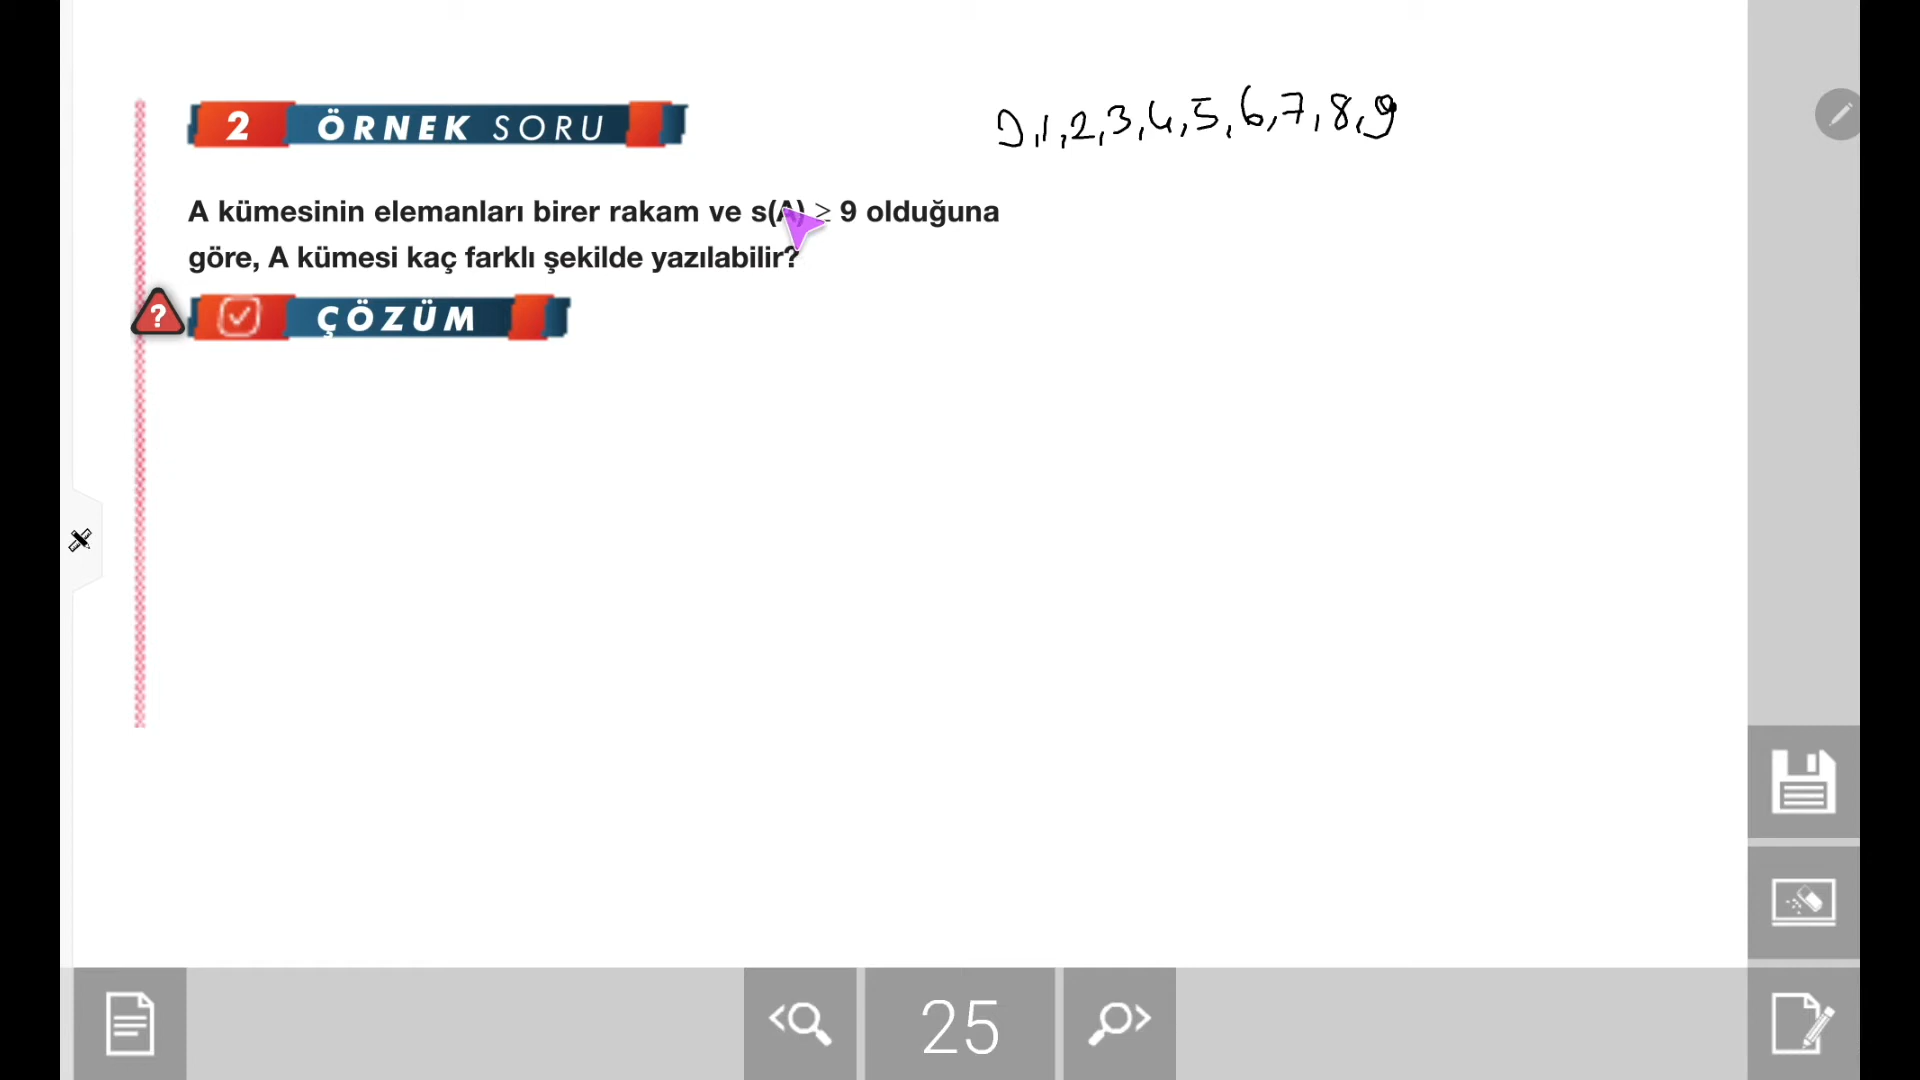 2 ÖRNEK SORU
0,1,2,3,4,5,6,7,8,9
A kümesinin elemanları birer rakam ve s(A) ≥ 9 olduğuna
göre, A kümesi kaç farklı şekilde yazılabilir?
?
ÇÖZÜM
25